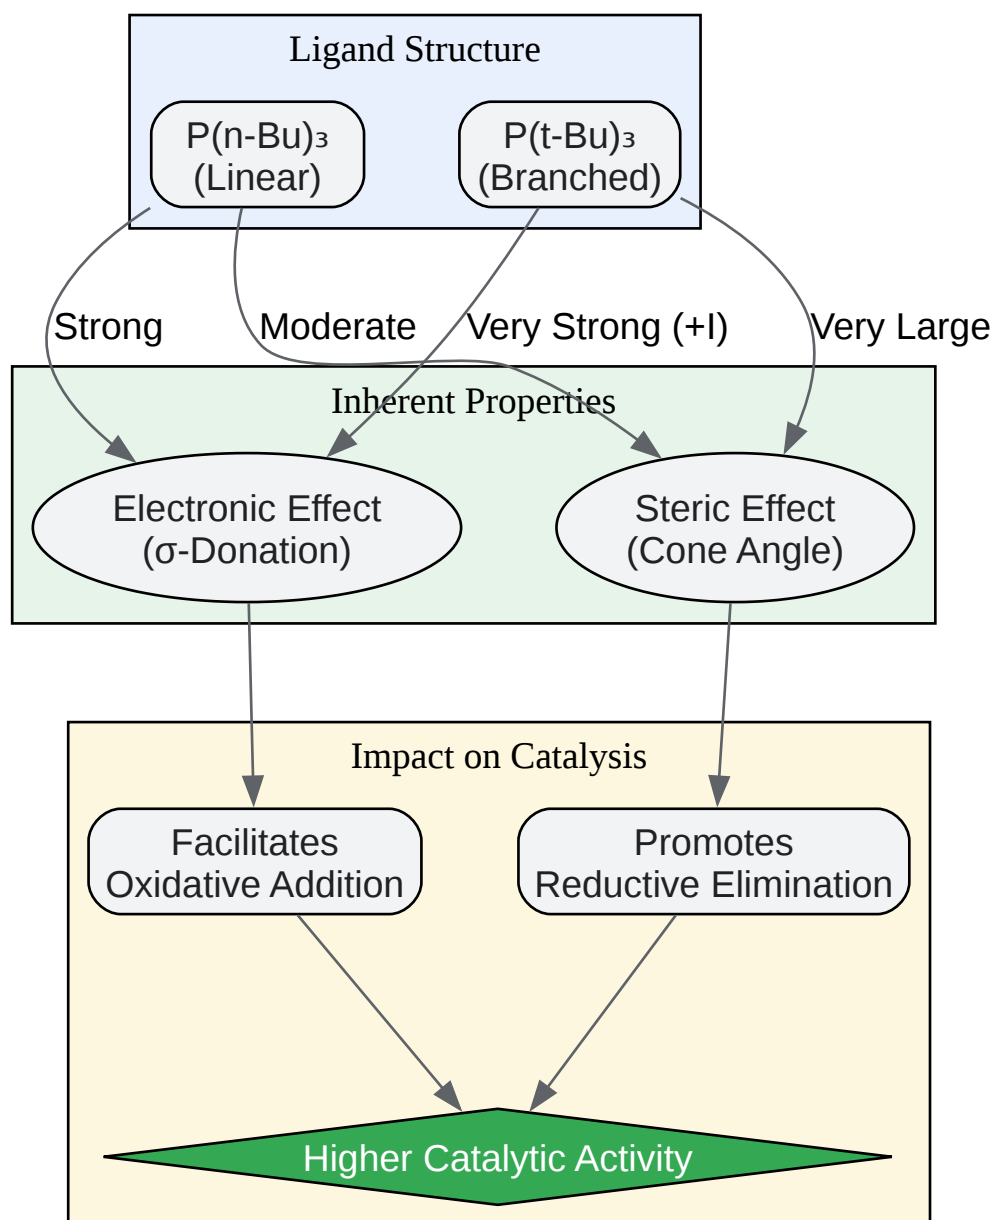 Ligand Structure
P(n-Bu)₃
(Linear)
P(t-Bu)₃
(Branched)
Strong
Moderate
Very Strong (+I)
Very Large
Inherent Properties
Electronic Effect
(σ-Donation)
Steric Effect
(Cone Angle)
Impact on Catalysis
Facilitates
Oxidative Addition
Promotes
Reductive Elimination
Higher Catalytic Activity